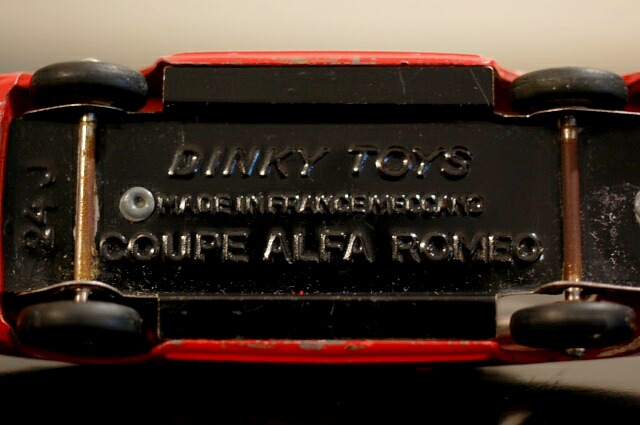 DINKY TOYS
MADE IN FRANCE MECCANO
COUPE ALFA ROMEO
24 J